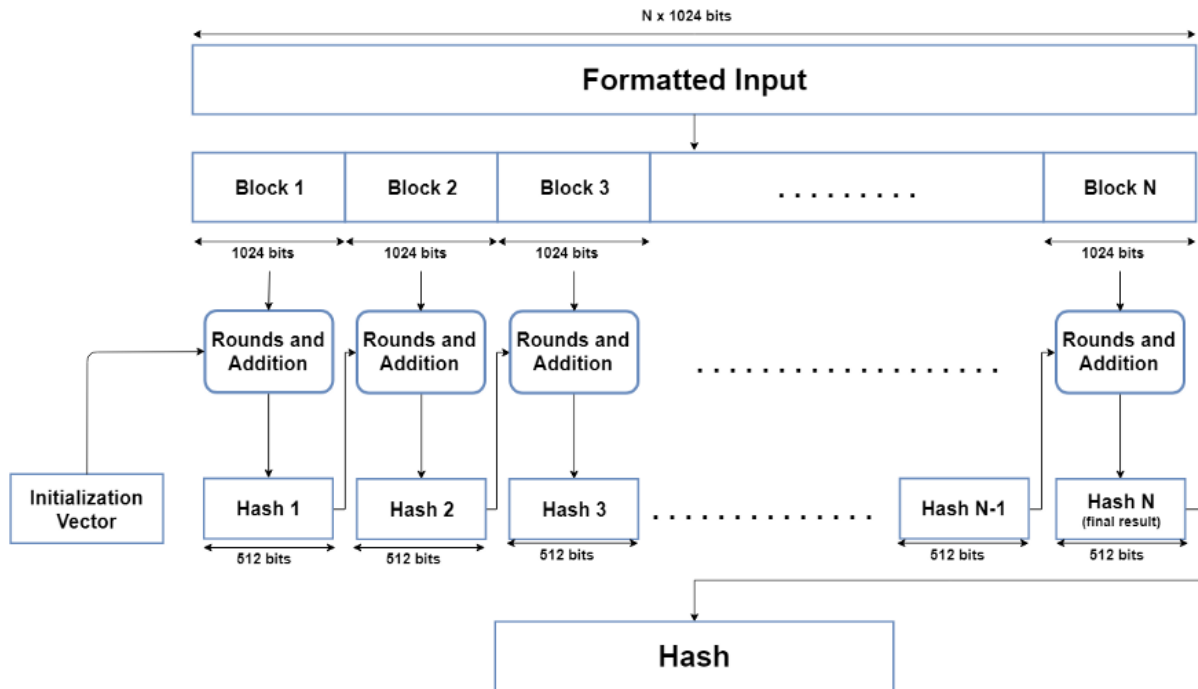 N x 1024 bits
Formatted Input
Block 1
Block 2
Block 3
. . . . . . . . .
Block N
1024 bits
1024 bits
1024 bits
1024 bits
Rounds and
Addition
Rounds and
Addition
Rounds and
Addition
. . . . . . . . . . . . . . . . . . .
Rounds and
Addition
Initialization
Vector
Hash 1
Hash 2
Hash 3
. . . . . . . . . . . . . .
Hash N-1
Hash N
(final result)
512 bits
512 bits
512 bits
512 bits
512 bits
Hash